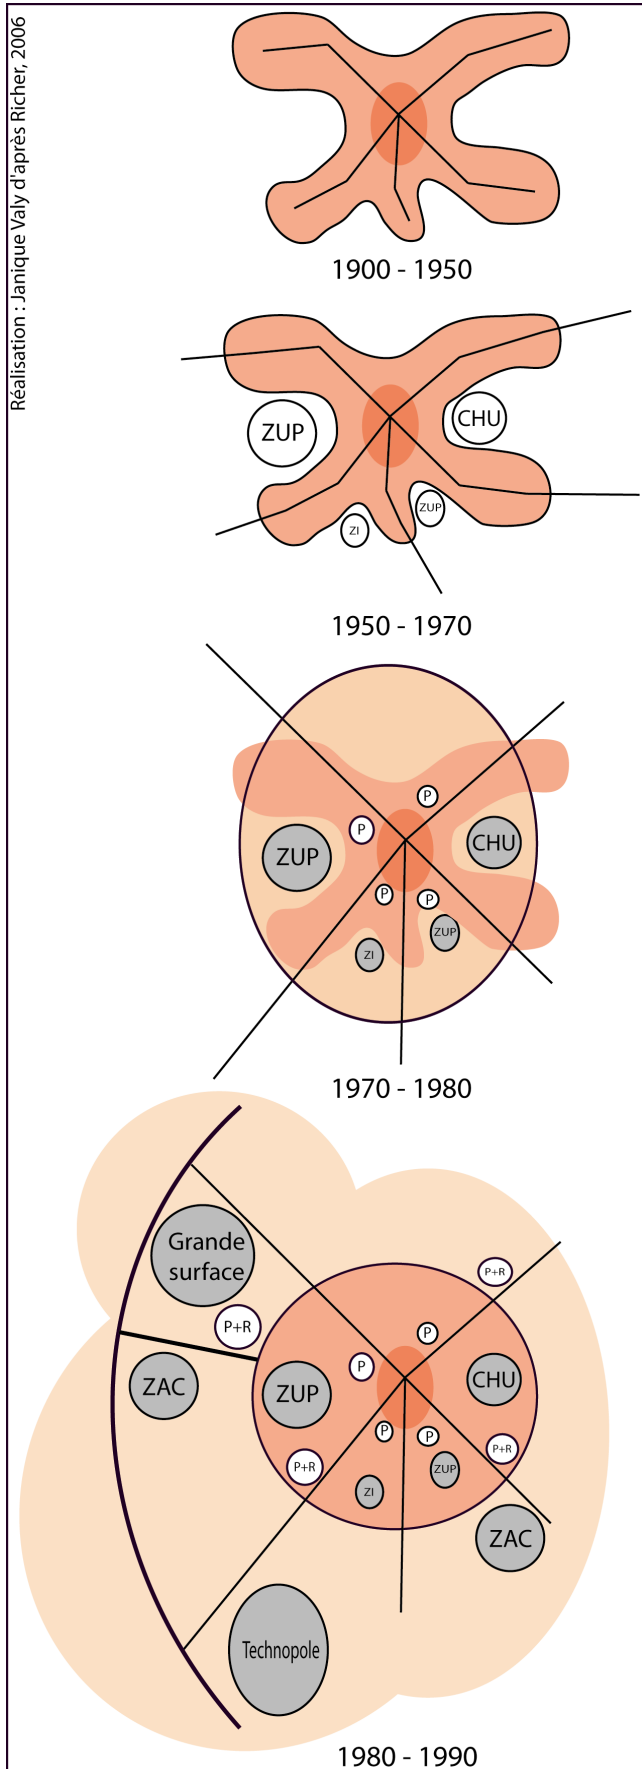 Réalisation : Janique Valy d'après Richer, 2006
1900 - 1950
ZUP
CHU
ZUP
ZI
1950 - 1970
P
P
ZUP
CHU
P
P
ZUP
ZI
1970 - 1980
Grande
surface
P+R
P+R
P
P
ZAC
ZUP
CHU
P
P
P+R
P+R
ZUP
ZI
ZAC
Technopole
1980 - 1990